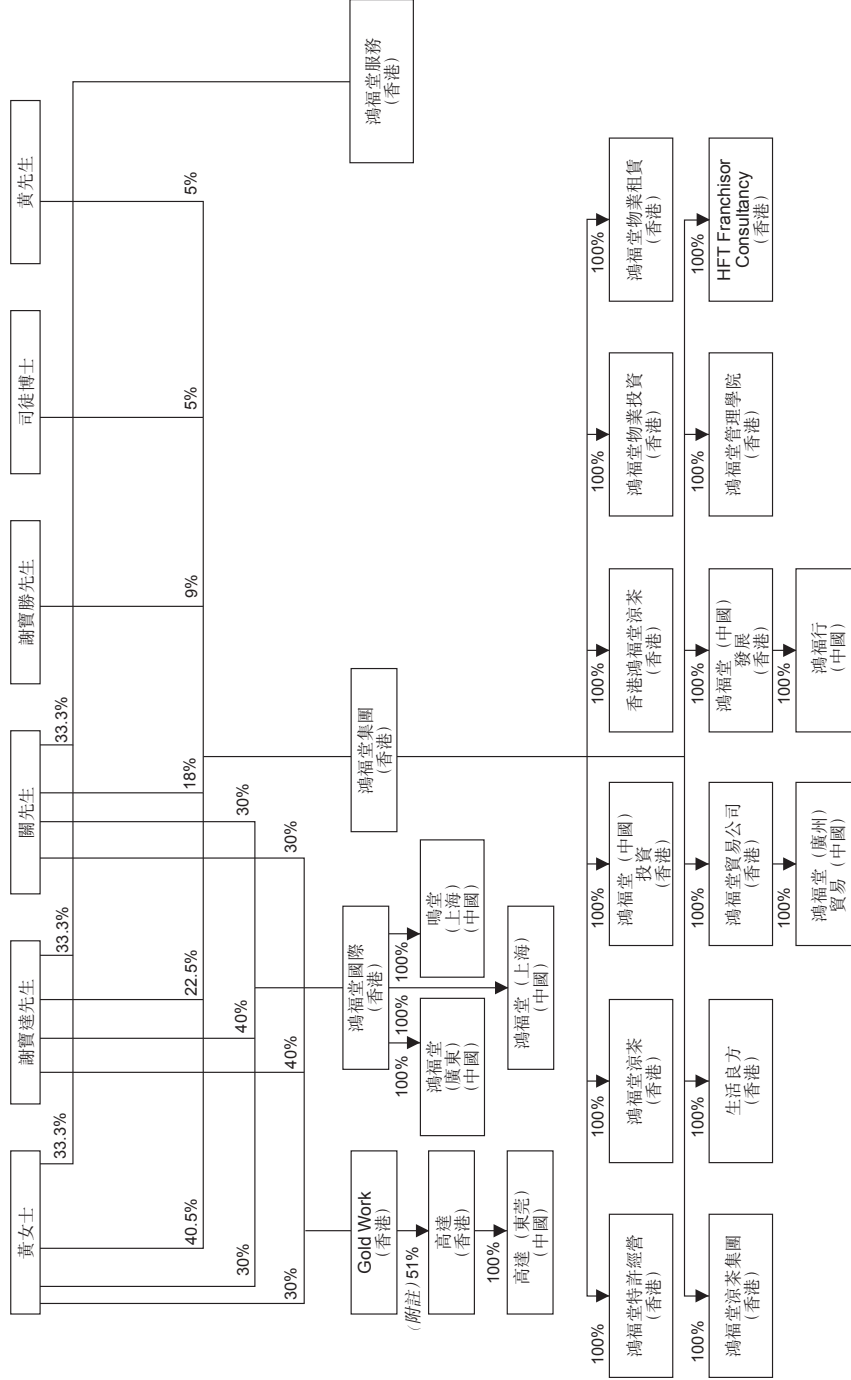 黃女士
謝寶達先生
關先生
謝寶勝先生
司徒博士
黃先生
33.3%
33.3%
33.3%
40.5%
22.5%
18%
9%
5%
5%
30%
40%
30%
30%
40%
30%
Gold Work
(香港)
鴻福堂國際
(香港)
鴻福堂集團
(香港)
鴻福堂服務
(香港)
(附註) 51%
高達
(香港)
100%
高達（東莞）
(中國)
100%
100%
100%
鴻福堂
(廣東)
(中國)
鳴堂
(上海)
(中國)
鴻福堂（上海）
(中國)
100%
100%
100%
100%
100%
100%
鴻福堂特許經營
(香港)
鴻福堂涼茶
(香港)
鴻福堂（中國）
投資
(香港)
香港鴻福堂涼茶
(香港)
鴻福堂物業投資
(香港)
鴻福堂物業租賃
(香港)
100%
100%
100%
100%
100%
100%
鴻福堂涼茶集團
(香港)
生活良方
(香港)
鴻福堂貿易公司
(香港)
鴻福堂（中國）
發展
(香港)
鴻福堂管理學院
(香港)
HFT Franchisor
Consultancy
(香港)
100%
100%
鴻福堂（廣州）
貿易（中國）
鴻福行
(中國)